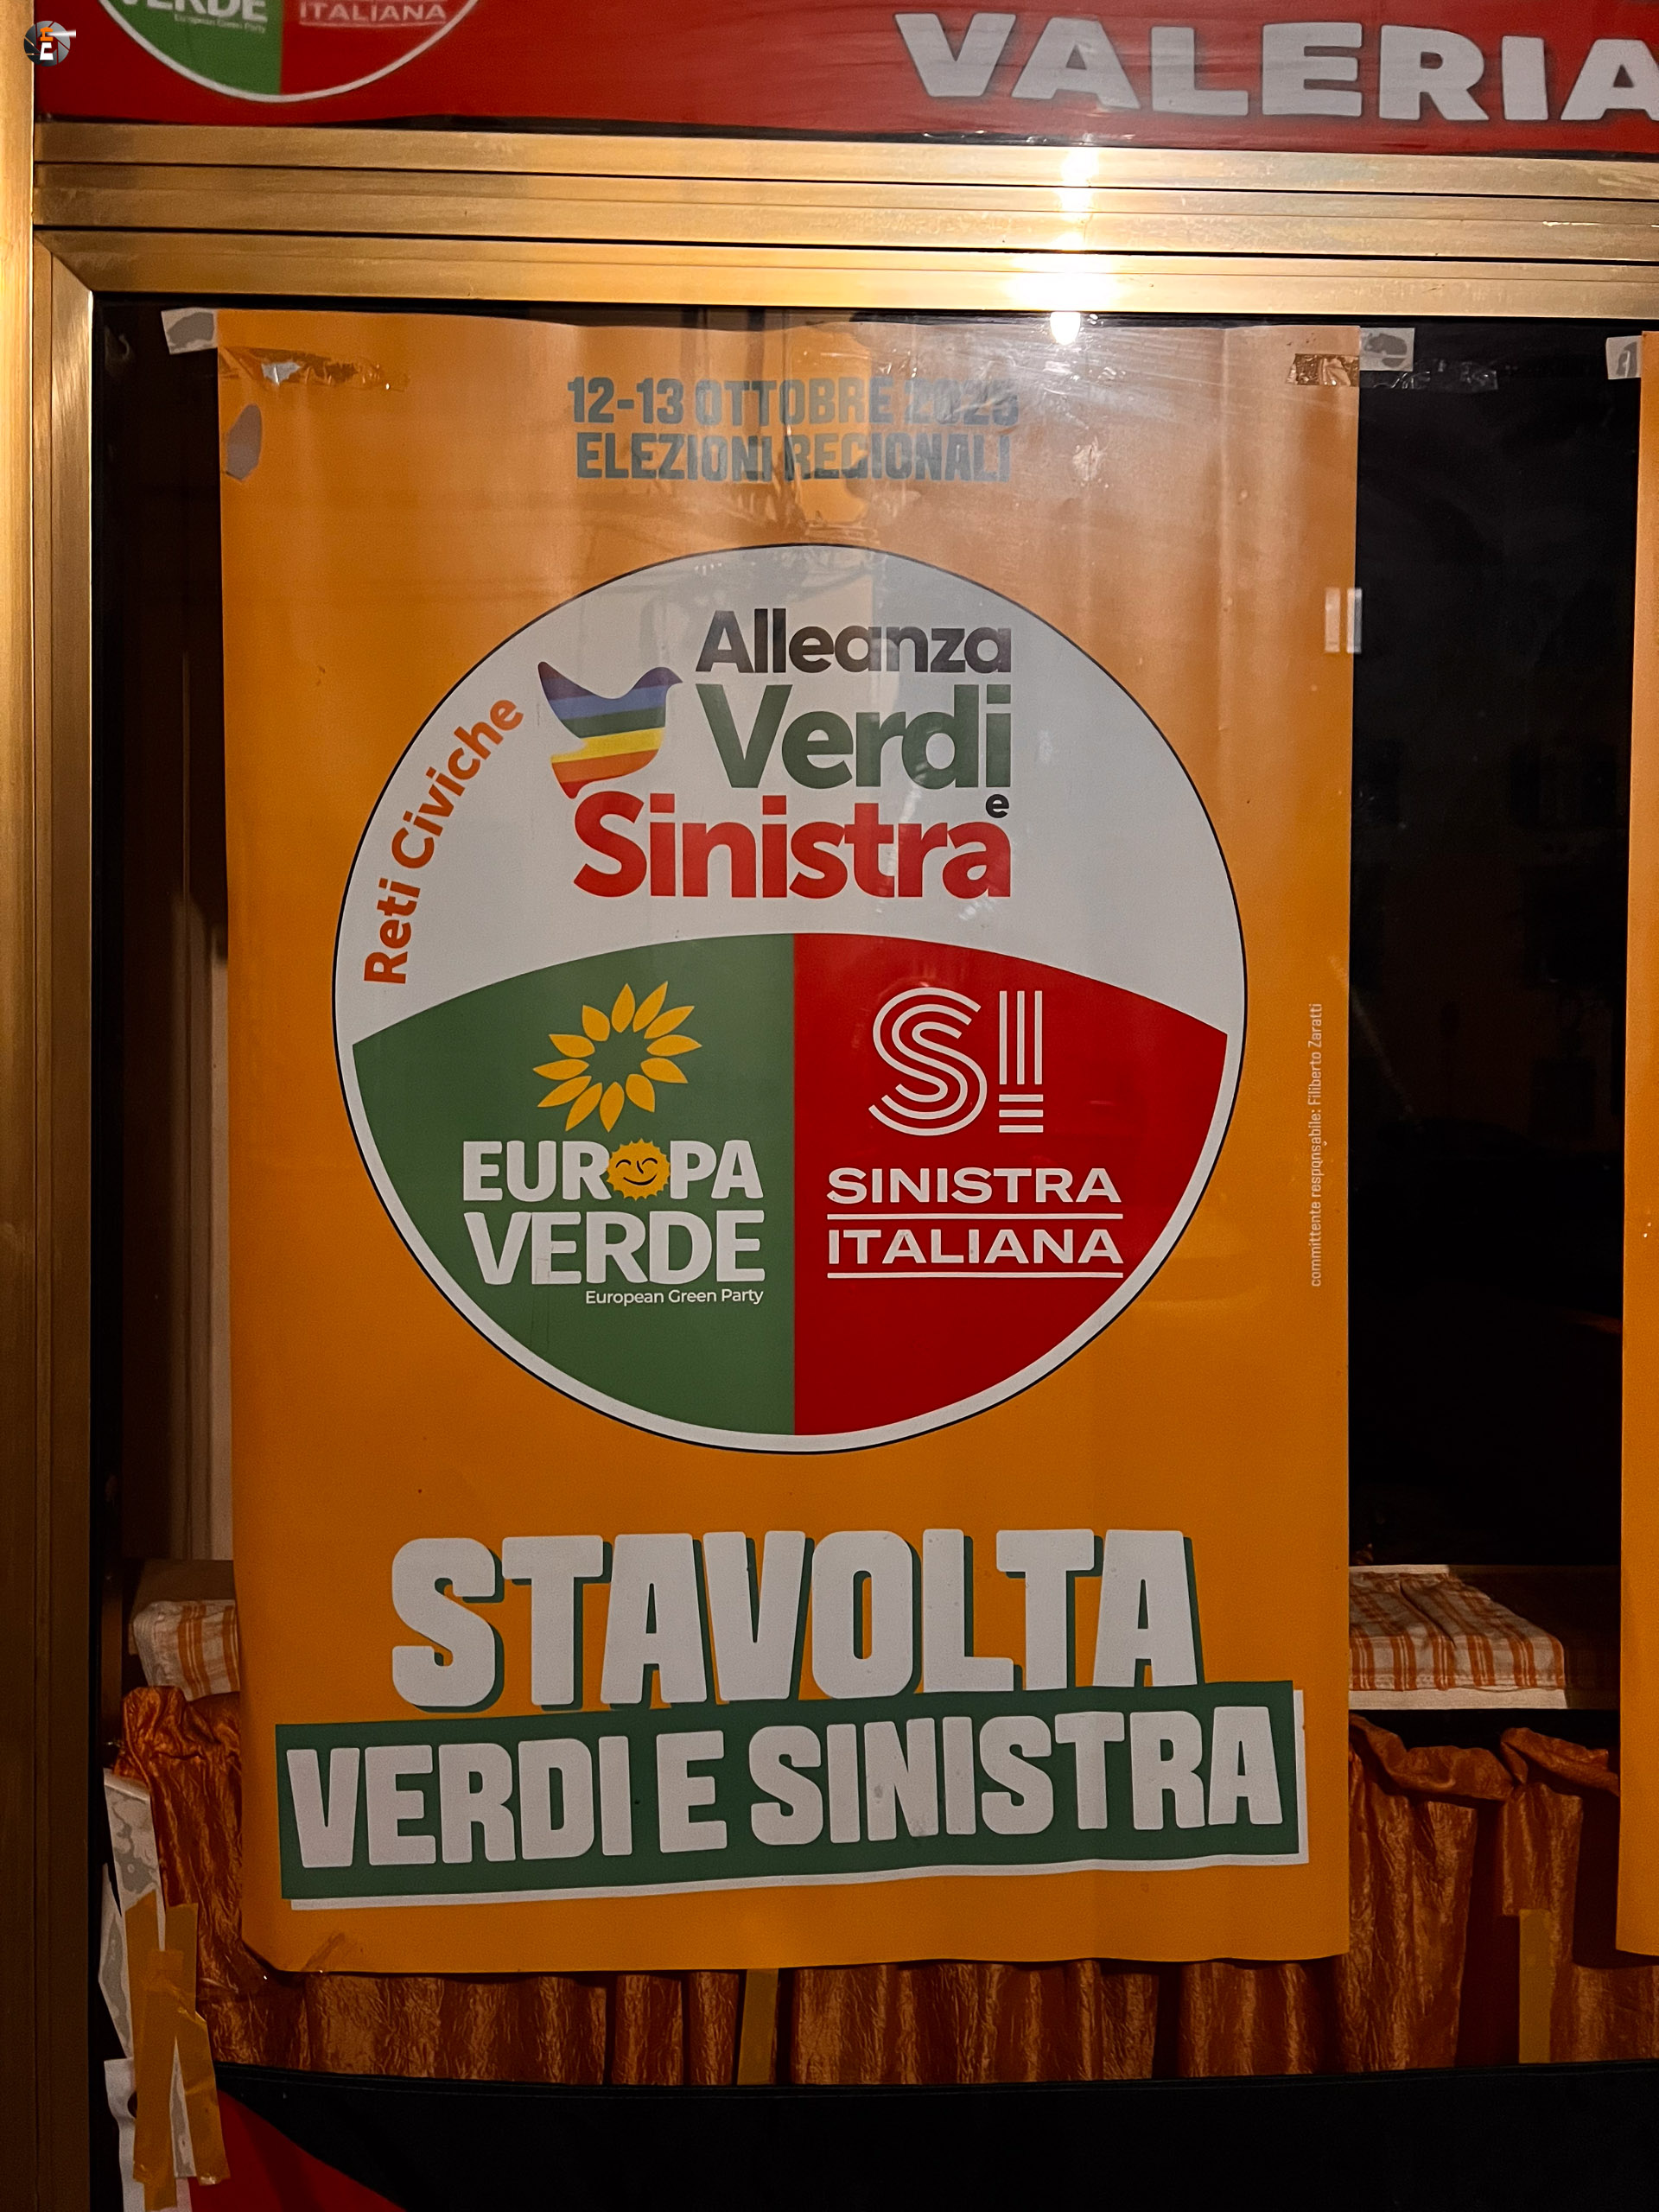 VERDE
European Green Party
ITALIANA
VALERIA
12-13 OTTOBRE 2025
ELEZIONI REGIONALI
Reti Civiche
Alleanza
Verdi
e
Sinistra
EUROPA
VERDE
European Green Party
SI
SINISTRA
ITALIANA
committente responsabile: Filiberto Zaratti
STAVOLTA
VERDI E SINISTRA